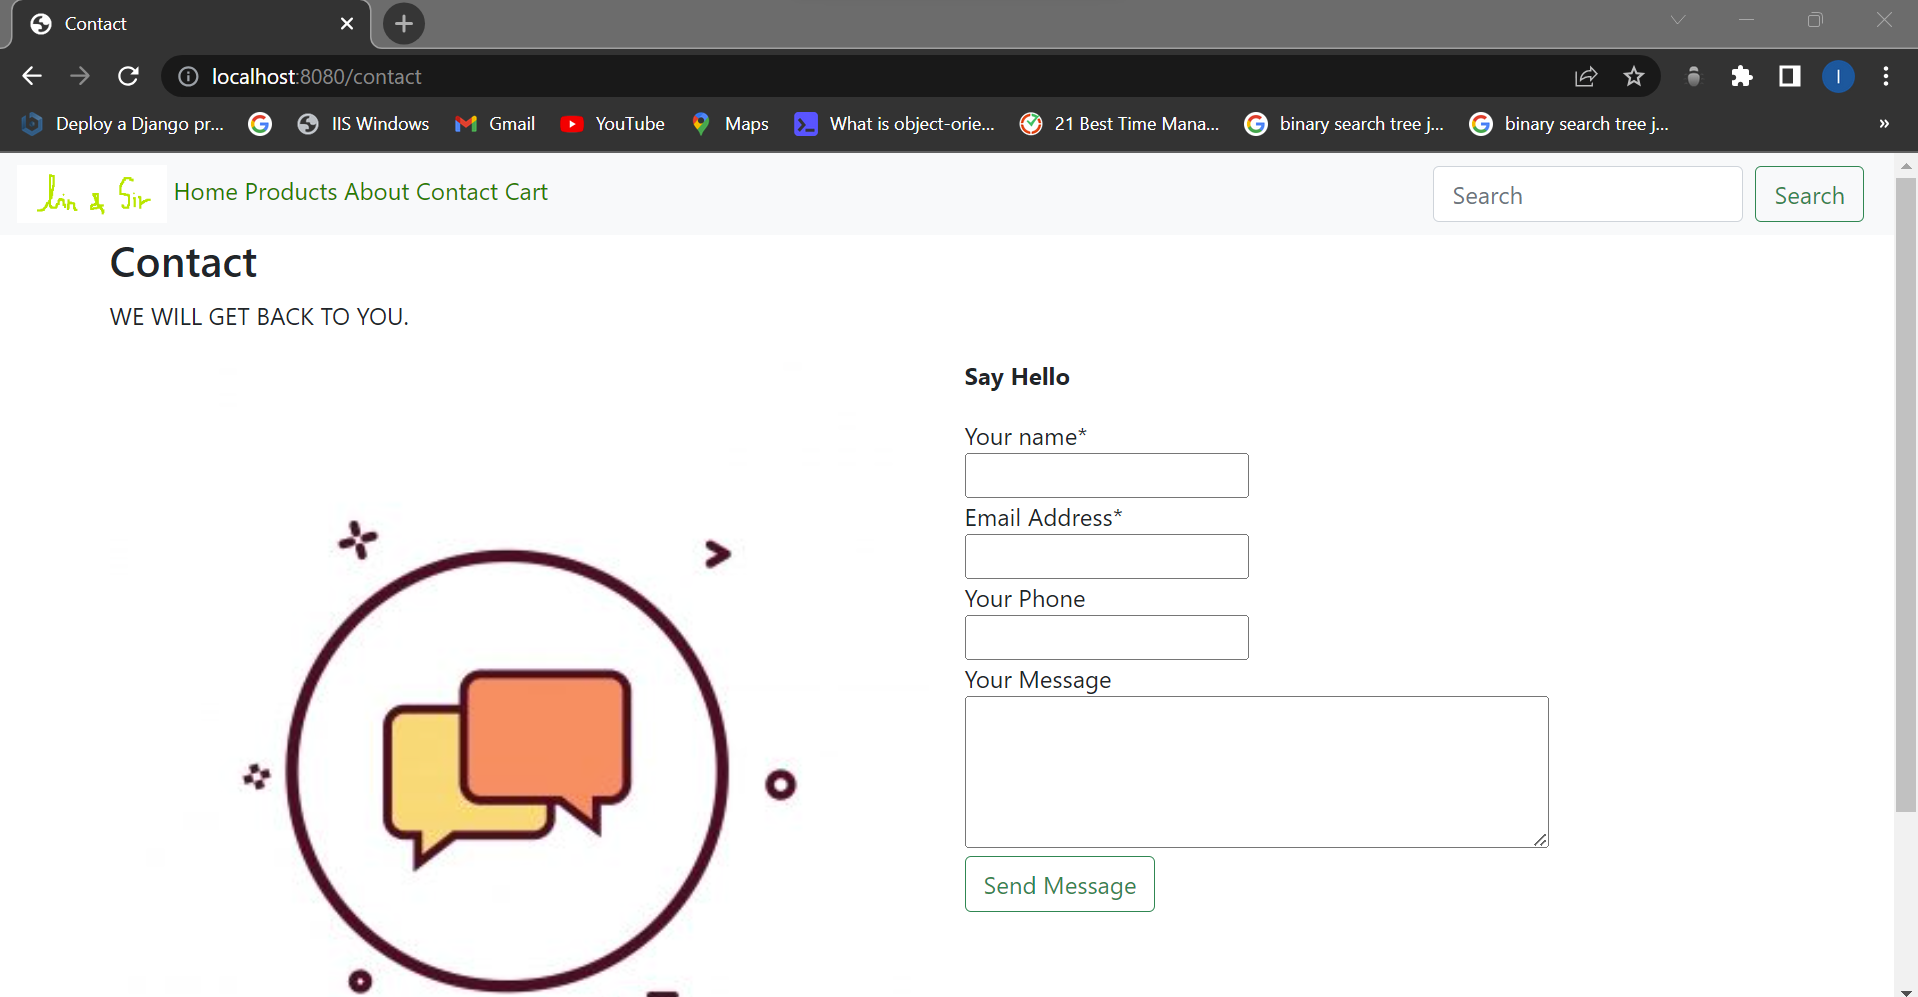 Contact
localhost:8080/contact
Deploy a Django pr... IIS Windows Gmail YouTube Maps What is object-orie... 21 Best Time Mana... binary search tree j... binary search tree j... »
& Sir Home Products About Contact Cart Search Search
Contact
WE WILL GET BACK TO YOU.
Say Hello
Your name*
Email Address*
Your Phone
Your Message
Send Message